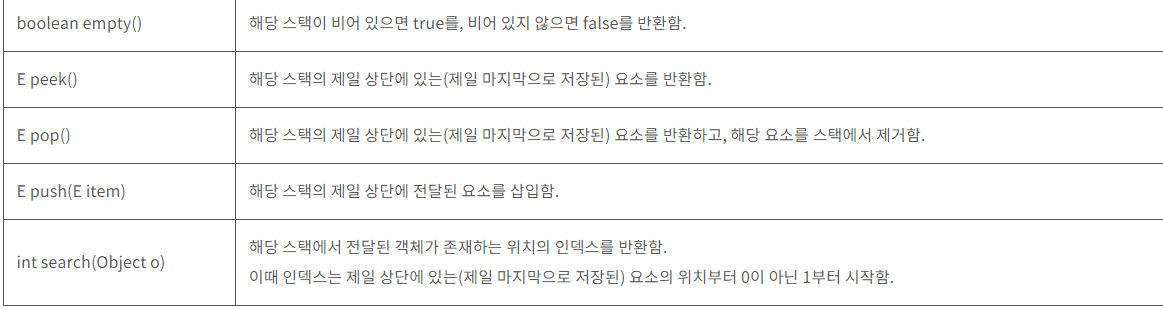 boolean empty() 해당 스택이 비어 있으면 true를, 비어 있지 않으면 false를 반환함.
E peek() 해당 스택의 제일 상단에 있는(제일 마지막으로 저장된) 요소를 반환함.
E pop() 해당 스택의 제일 상단에 있는(제일 마지막으로 저장된) 요소를 반환하고, 해당 요소를 스택에서 제거함.
E push(E item) 해당 스택의 제일 상단에 전달된 요소를 삽입함.
int search(Object o) 해당 스택에서 전달된 객체가 존재하는 위치의 인덱스를 반환함.
이때 인덱스는 제일 상단에 있는(제일 마지막으로 저장된) 요소의 위치부터 0이 아닌 1부터 시작함.